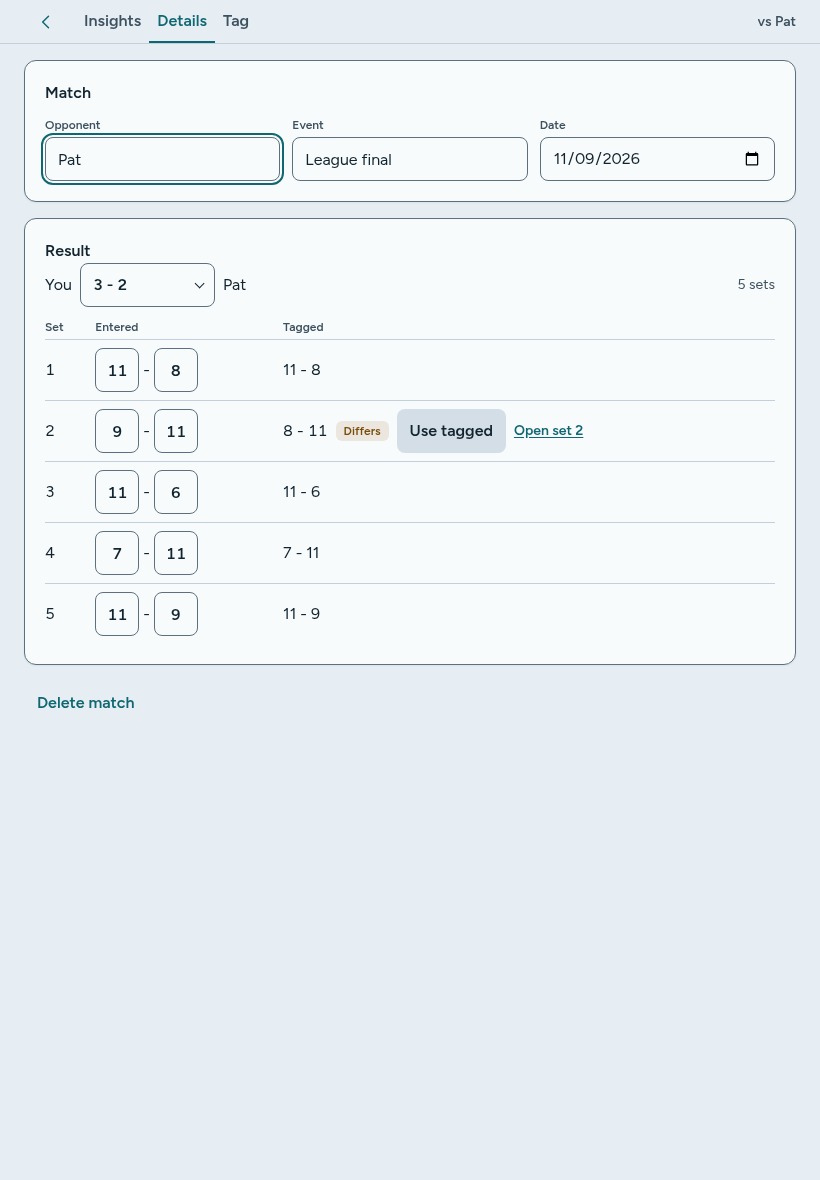 Insights Details Tag vs Pat
Match
Opponent Event Date
Pat League final 11/09/2026
Result
You 3 - 2 Pat 5 sets
Set Entered Tagged
1 11 - 8 11 - 8
2 9 - 11 8 - 11 Differs Use tagged Open set 2
3 11 - 6 11 - 6
4 7 - 11 7 - 11
5 11 - 9 11 - 9
Delete match